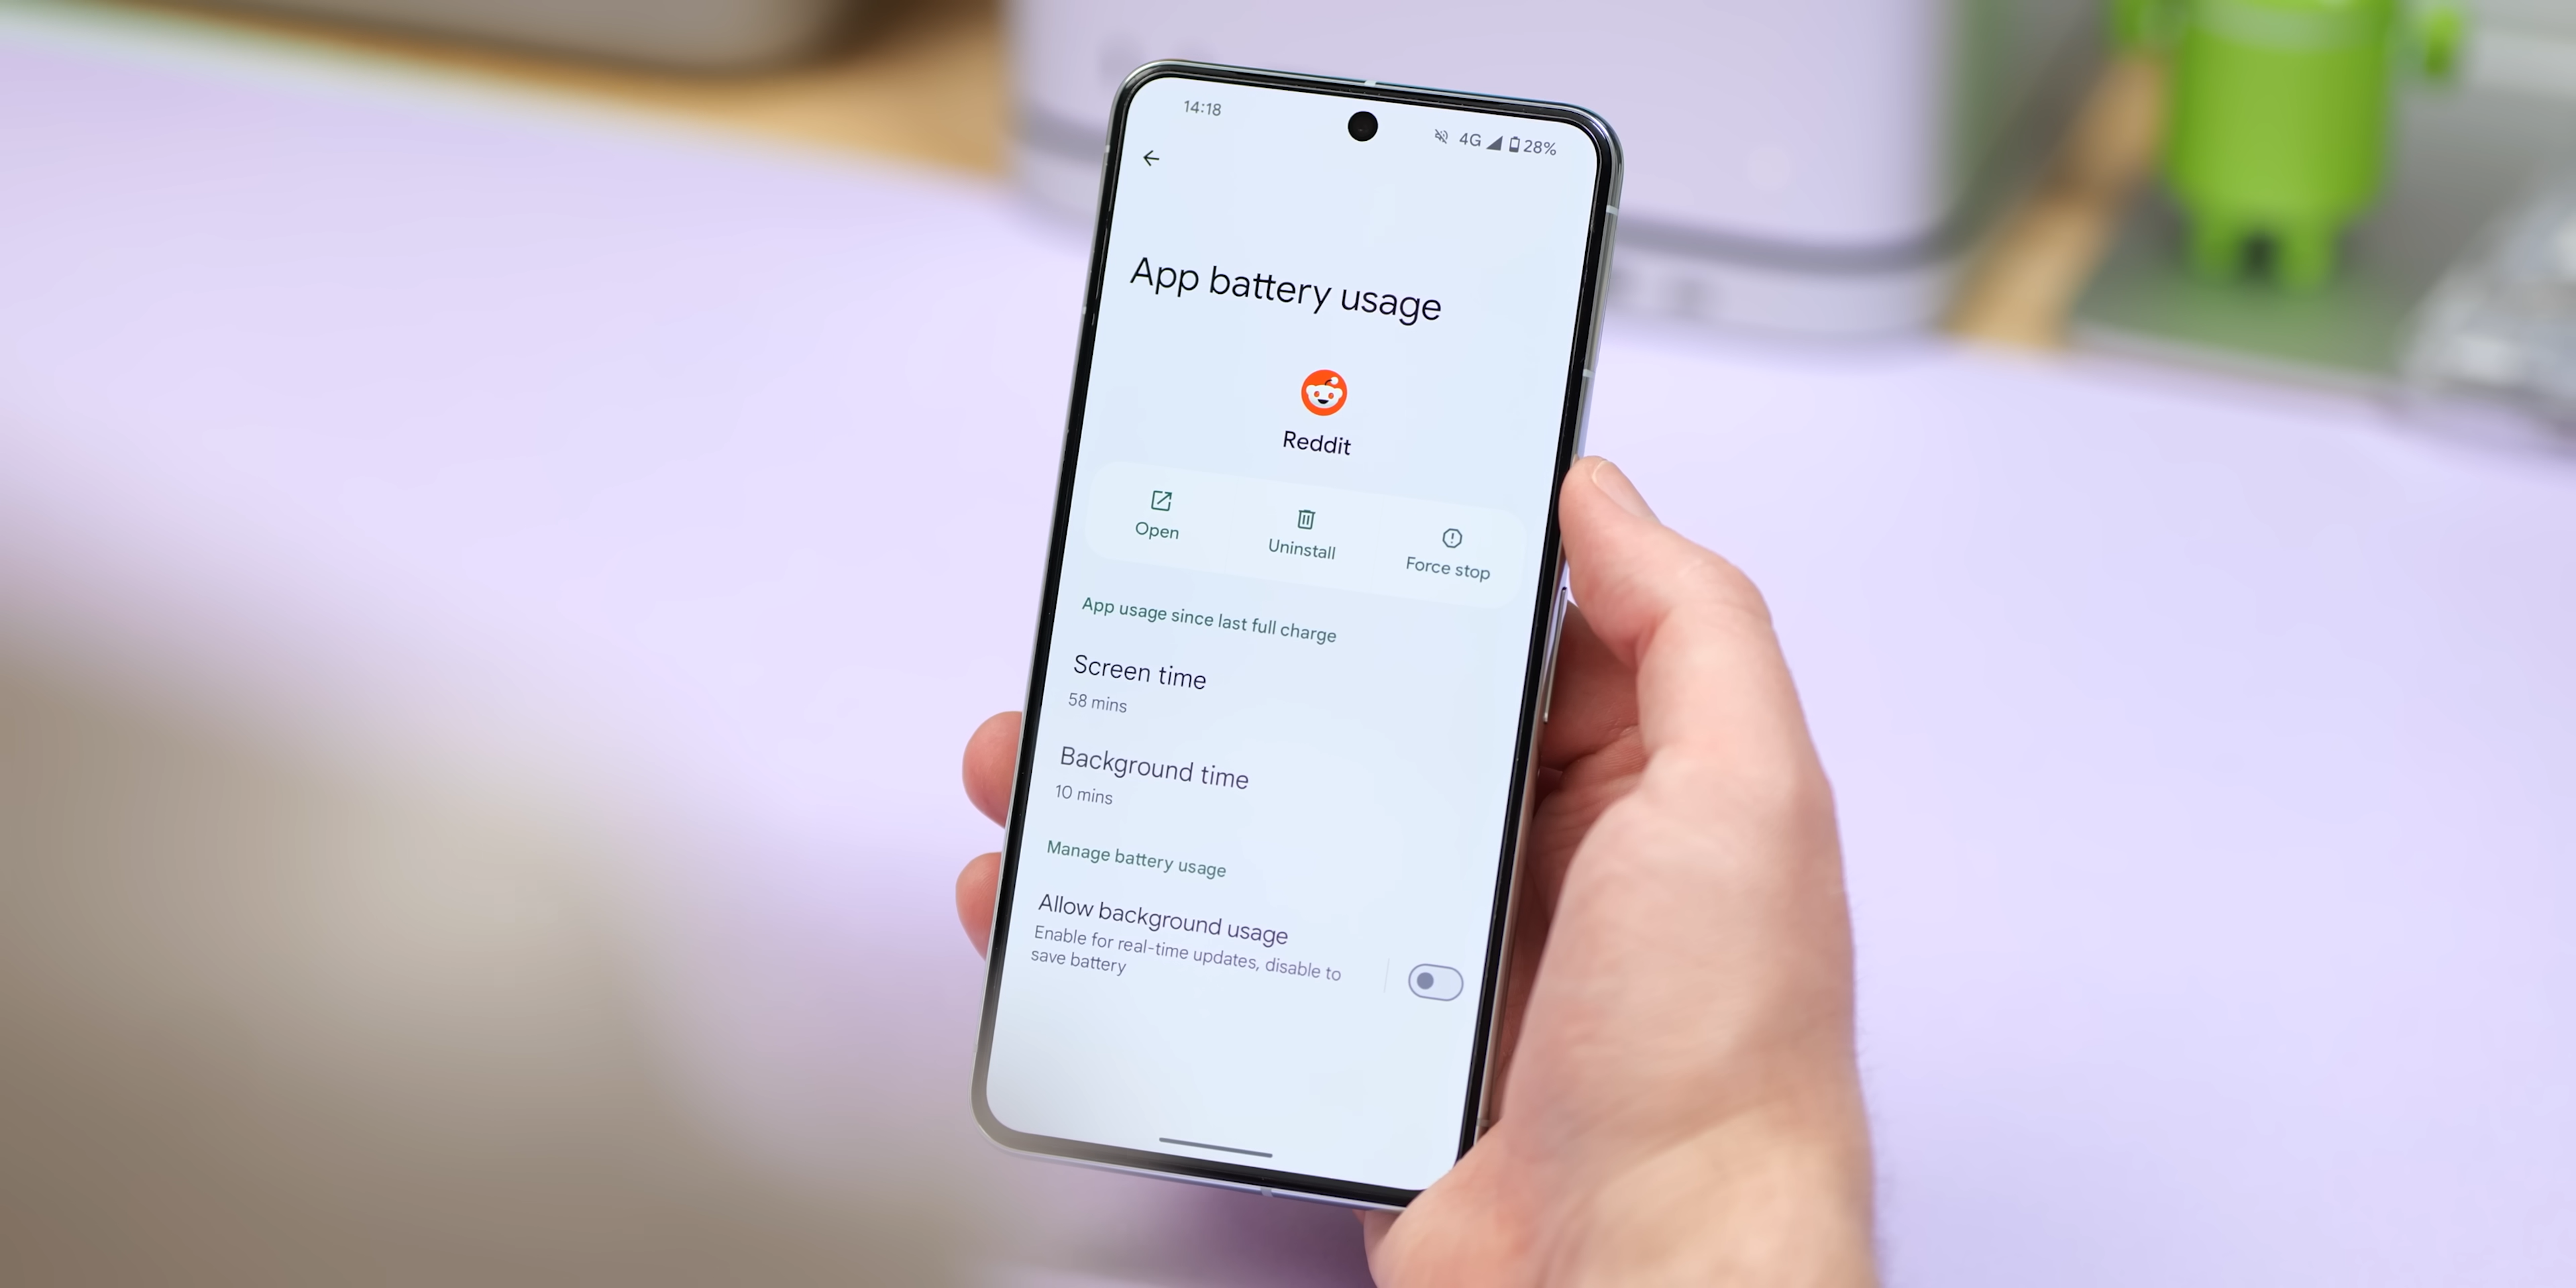 14:18
4G 28%
App battery usage
Reddit
Open
Uninstall
Force stop
App usage since last full charge
Screen time
58 mins
Background time
10 mins
Manage battery usage
Allow background usage
Enable for real-time updates, disable to
save battery